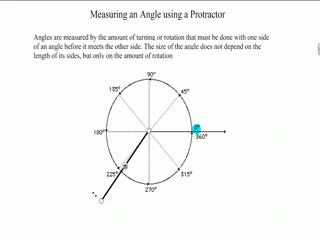 Measuring an Angle using a Protractor
Angles are measured by the amount of turning or rotation that must be done with one side
of an angle before it meets the other side. The size of the angle does not depend on the
length of its sides, but only on the amount of rotation
90°
135°
45°
180°
360°
225°
315°
270°